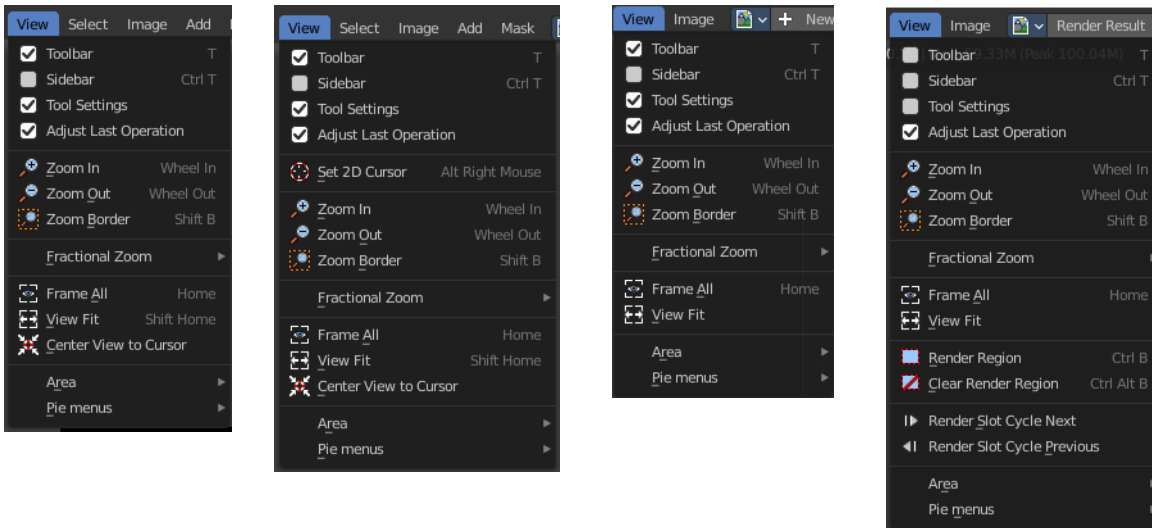 View Select Image Add
Toolbar T
Sidebar Ctrl T
Tool Settings
Adjust Last Operation
Zoom In Wheel In
Zoom Out Wheel Out
Zoom Border Shift B
Fractional Zoom
Frame All Home
View Fit Shift Home
Center View to Cursor
Area
Pie menus
View Select Image Add Mask
Toolbar T
Sidebar Ctrl T
Tool Settings
Adjust Last Operation
Set 2D Cursor Alt Right Mouse
Zoom In Wheel In
Zoom Out Wheel Out
Zoom Border Shift B
Fractional Zoom
Frame All Home
View Fit Shift Home
Center View to Cursor
Area
Pie menus
View Image New
Toolbar T
Sidebar Ctrl T
Tool Settings
Adjust Last Operation
Zoom In Wheel In
Zoom Out Wheel Out
Zoom Border Shift B
Fractional Zoom
Frame All Home
View Fit
Area
Pie menus
View Image Render Result
Toolbar 9.33M (Peak 100.04M) T
Sidebar Ctrl T
Tool Settings
Adjust Last Operation
Zoom In Wheel In
Zoom Out Wheel Out
Zoom Border Shift B
Fractional Zoom
Frame All Home
View Fit
Render Region Ctrl B
Clear Render Region Ctrl Alt B
Render Slot Cycle Next
Render Slot Cycle Previous
Area
Pie menus